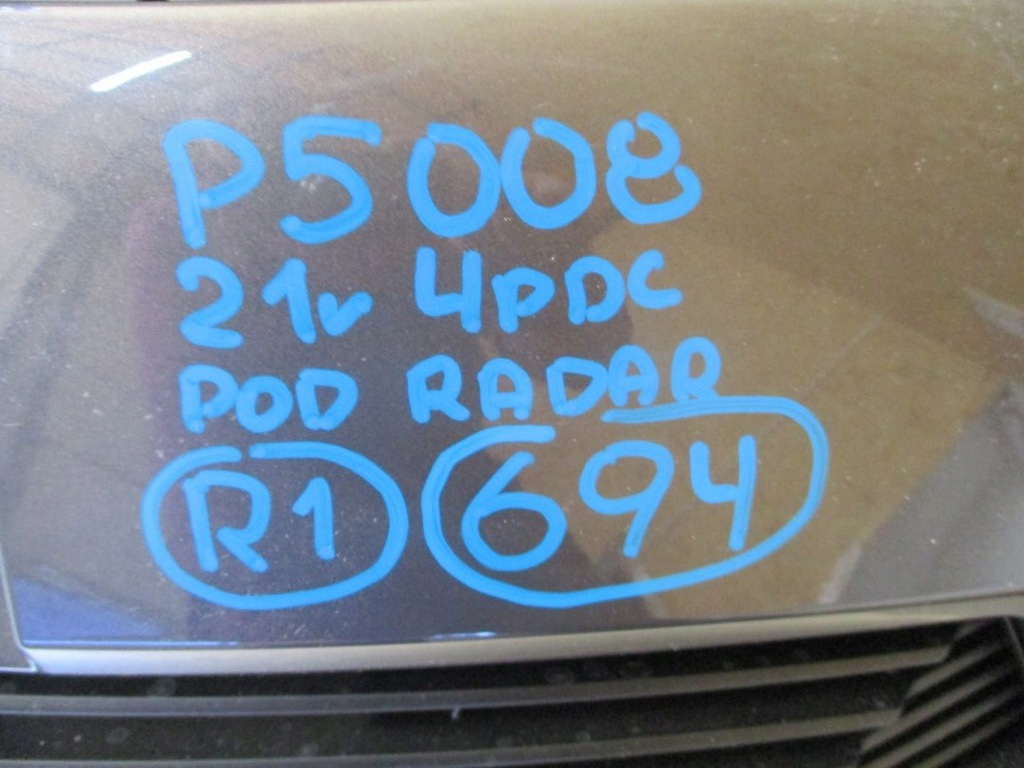 P5008
21r 4PDC
POD RADAR
R1 694